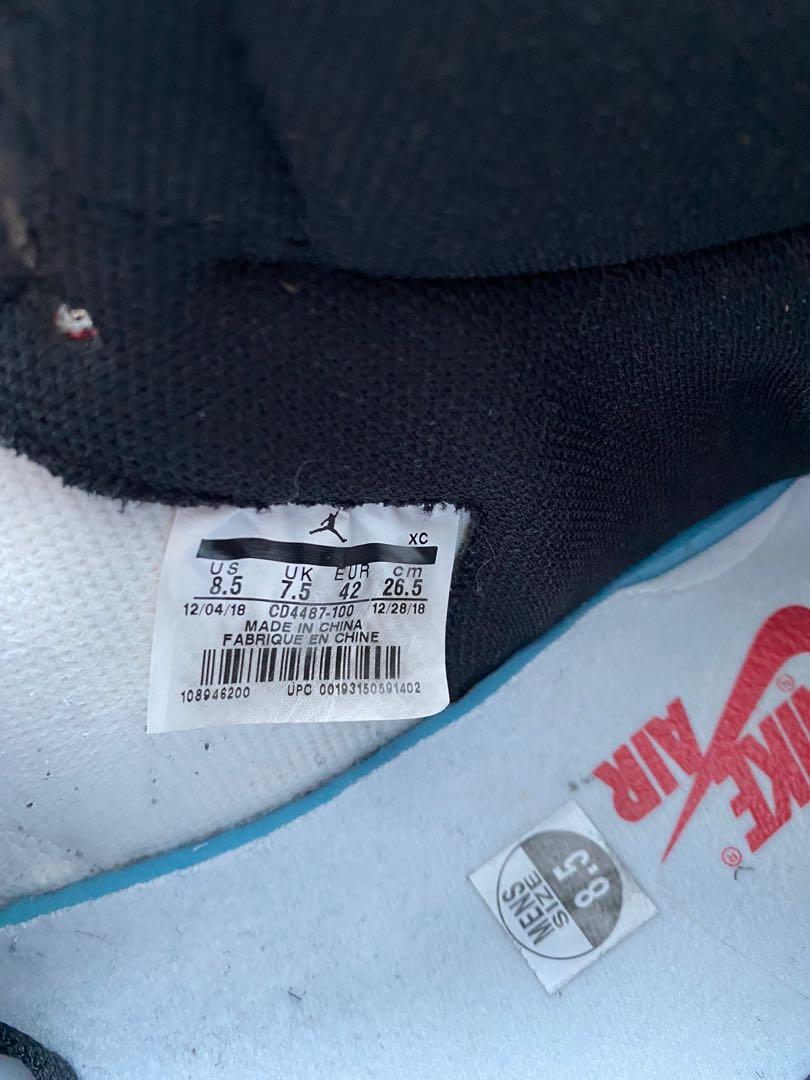 XC
US UK EUR cm
8.5 7.5 42 26.5
12/04/18 CD4487-100 12/28/18
MADE IN CHINA
FABRIQUE EN CHINE
108946200 UPC 00193150591402
NIKE ®
AIR ®
MENS
SIZE
8.5